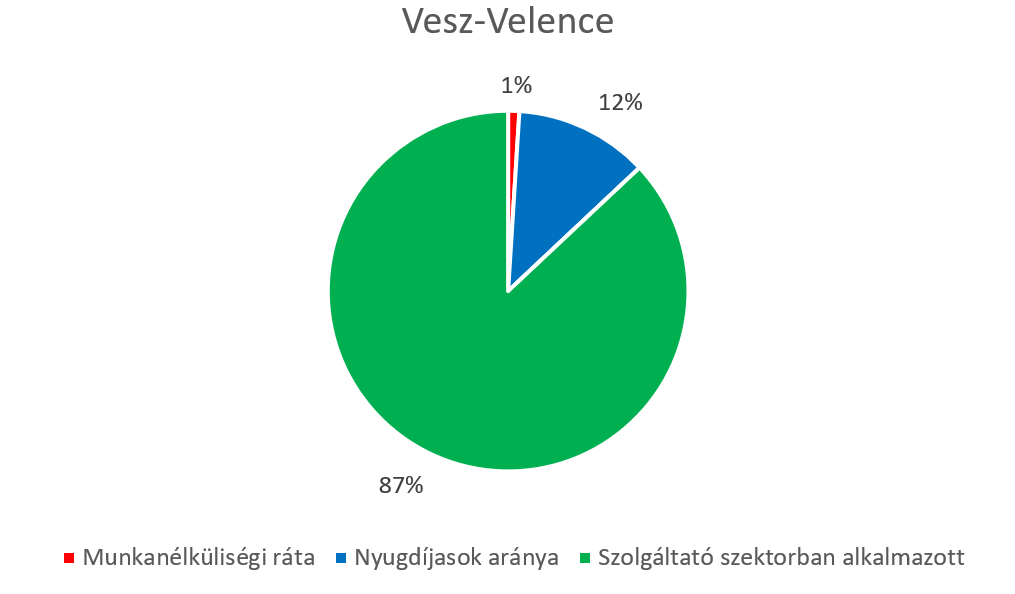 Vesz-Velence
1%
12%
87%
Munkanélküliségi ráta
Nyugdíjasok aránya
Szolgáltató szektorban alkalmazott